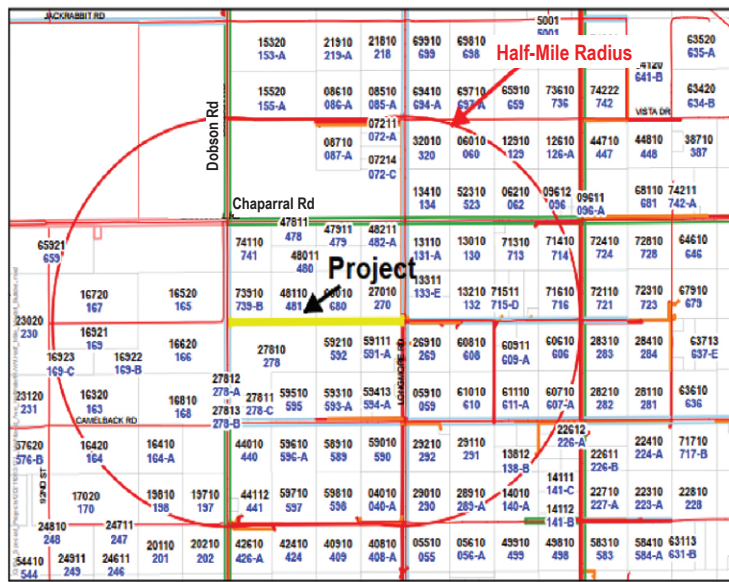 JACKRABBIT RD
5001
5001
15320 21910 21810 69910 69810
153-A 219-A 218 699 698
63520
635-A
Half-Mile Radius
641-B
15520 08610 08510 69410 69710 65910 73610 74222 63420
155-A 086-A 085-A 694-A 697-A 659 736 742 634-B
VISTA DR
Dobson Rd
07211
072-A
08710 07214 32010 06010 12910 12610 44710 44810 38710
087-A 072-C 320 060 129 126-A 447 448 387
13410 52310 06210 09612 09611 68110 74211
134 523 062 096 096-A 681 742-A
Chaparral Rd
47811 47911 48211
478 479 482-A
65921 74110 48011 13110 13010 71310 71410 72410 72810 64610
659 741 480 131-A 130 713 714 724 728 646
Project
13311
133-E
16720 16520 73910 48110 27010 13210 71511 71610 72110 72310 67910
167 165 739-B 481 680 270 132 715-D 716 721 723 679
23020 16921
230 169
16923 16922 16620 27810 59210 59111 26910 60810 60911 60610 28310 28410 63713
169-C 169-B 166 278 592 591-A 269 608 609-A 606 283 284 637-E
LONGMORE RD
27812
278-A
23120 16320 16810 27811 59510 59310 59413 05910 61010 61110 60710 28210 28110 63610
231 163 168 278-C 595 593-A 594-A 059 610 611-A 607-A 282 281 636
27813
278-B
CAMELBACK RD
22612
226-A
57620 16420 16410 44010 59610 58910 59010 29210 29110 13812 22611 22410 71710
576-B 164 164-A 440 596-A 589 590 292 291 138-B 226-B 224-A 717-B
92ND ST
14111
141-C
17020 19810 19710 44112 59710 59810 04010 29010 28910 14010 22710 22310 22810
170 198 197 441 597 598 040-A 290 289-A 140-A 227-A 223-A 228
14112
141-B
24810 24711
248 247
54410 24911 24611 20110 20210 42610 42410 40910 40810 05510 05610 49910 49810 58310 58410 63113
544 249 246 201 202 426-A 424 409 408-A 055 056-A 499 498 583 584-A 631-B